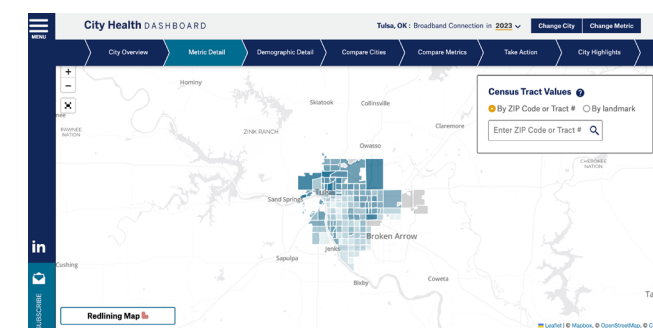 MENU
City Health DASHBOARD
Tulsa, OK : Broadband Connection in 2023
Change City
Change Metric
City Overview
Metric Detail
Demographic Detail
Compare Cities
Compare Metrics
Take Action
City Highlights
+
−
Census Tract Values ?
By ZIP Code or Tract # By landmark
Enter ZIP Code or Tract #
Hominy
Skiatook
Collinsville
PAWNEE
NATION
ZINK RANCH
Claremore
Owasso
CHEROKEE
NATION
Sand Springs
Tulsa
Broken Arrow
Jenks
Sapulpa
Cushing
Bixby
Coweta
Ta
in
SUBSCRIBE
Redlining Map
Leaflet | © Mapbox, © OpenStreetMap, © C